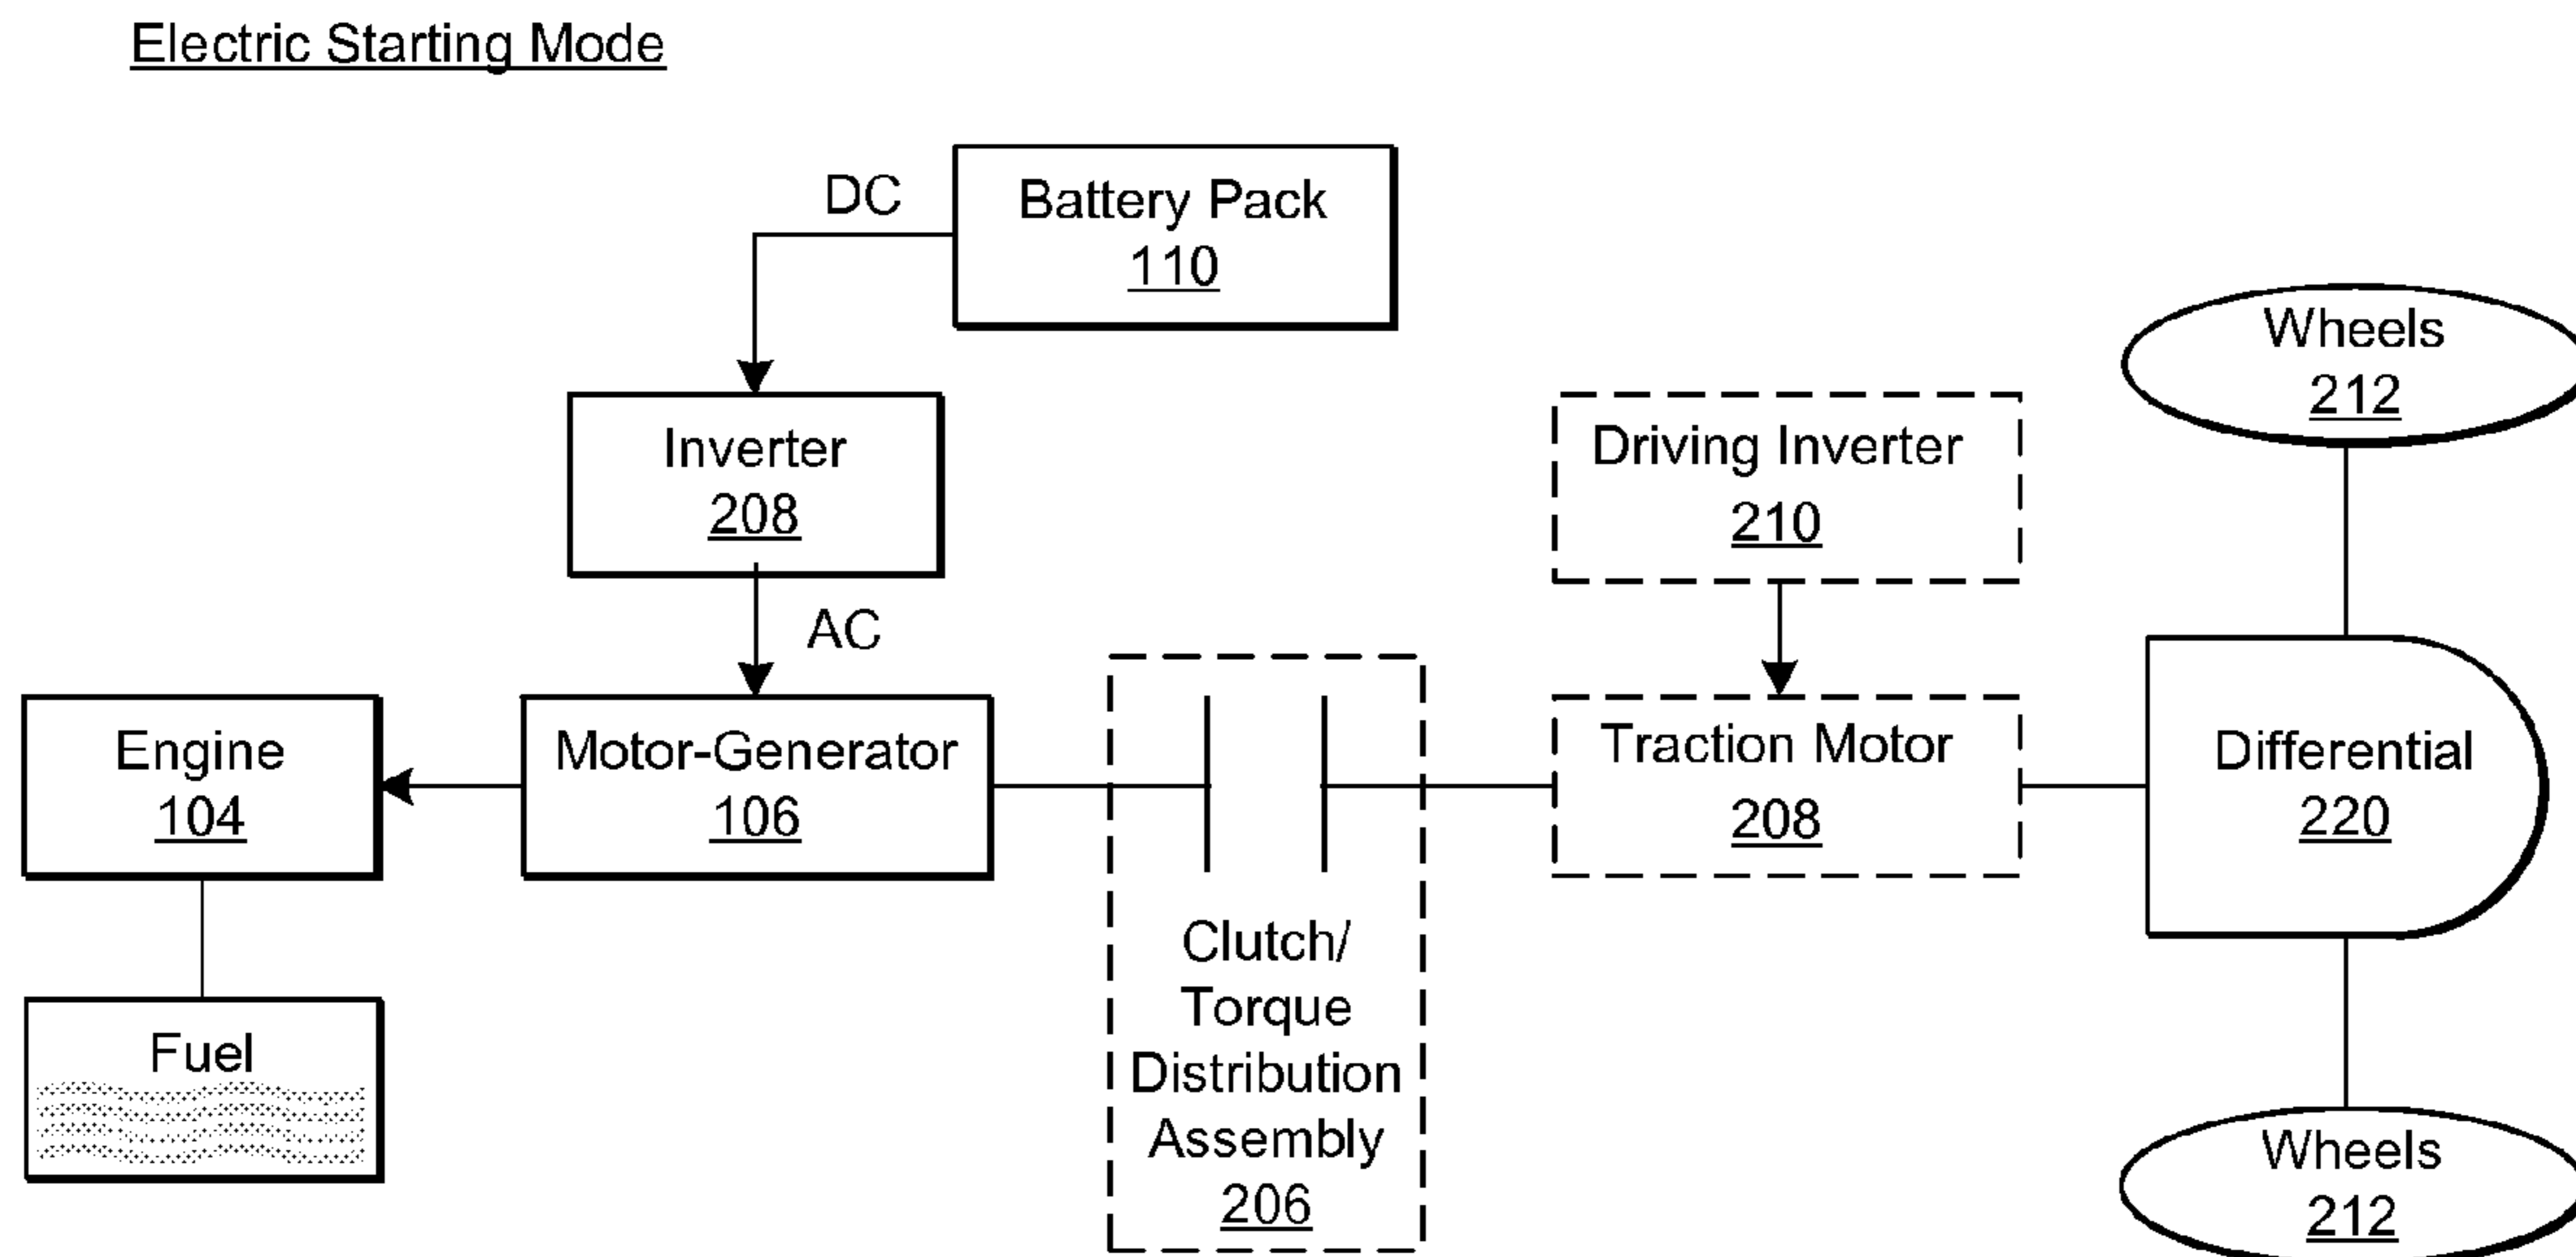 Electric Starting Mode
DC
Battery Pack
110
Inverter
208
AC
Driving Inverter
210
Wheels
212
Engine
104
Motor-Generator
106
Traction Motor
208
Differential
220
Clutch/
Torque
Distribution
Assembly
206
Fuel
Wheels
212